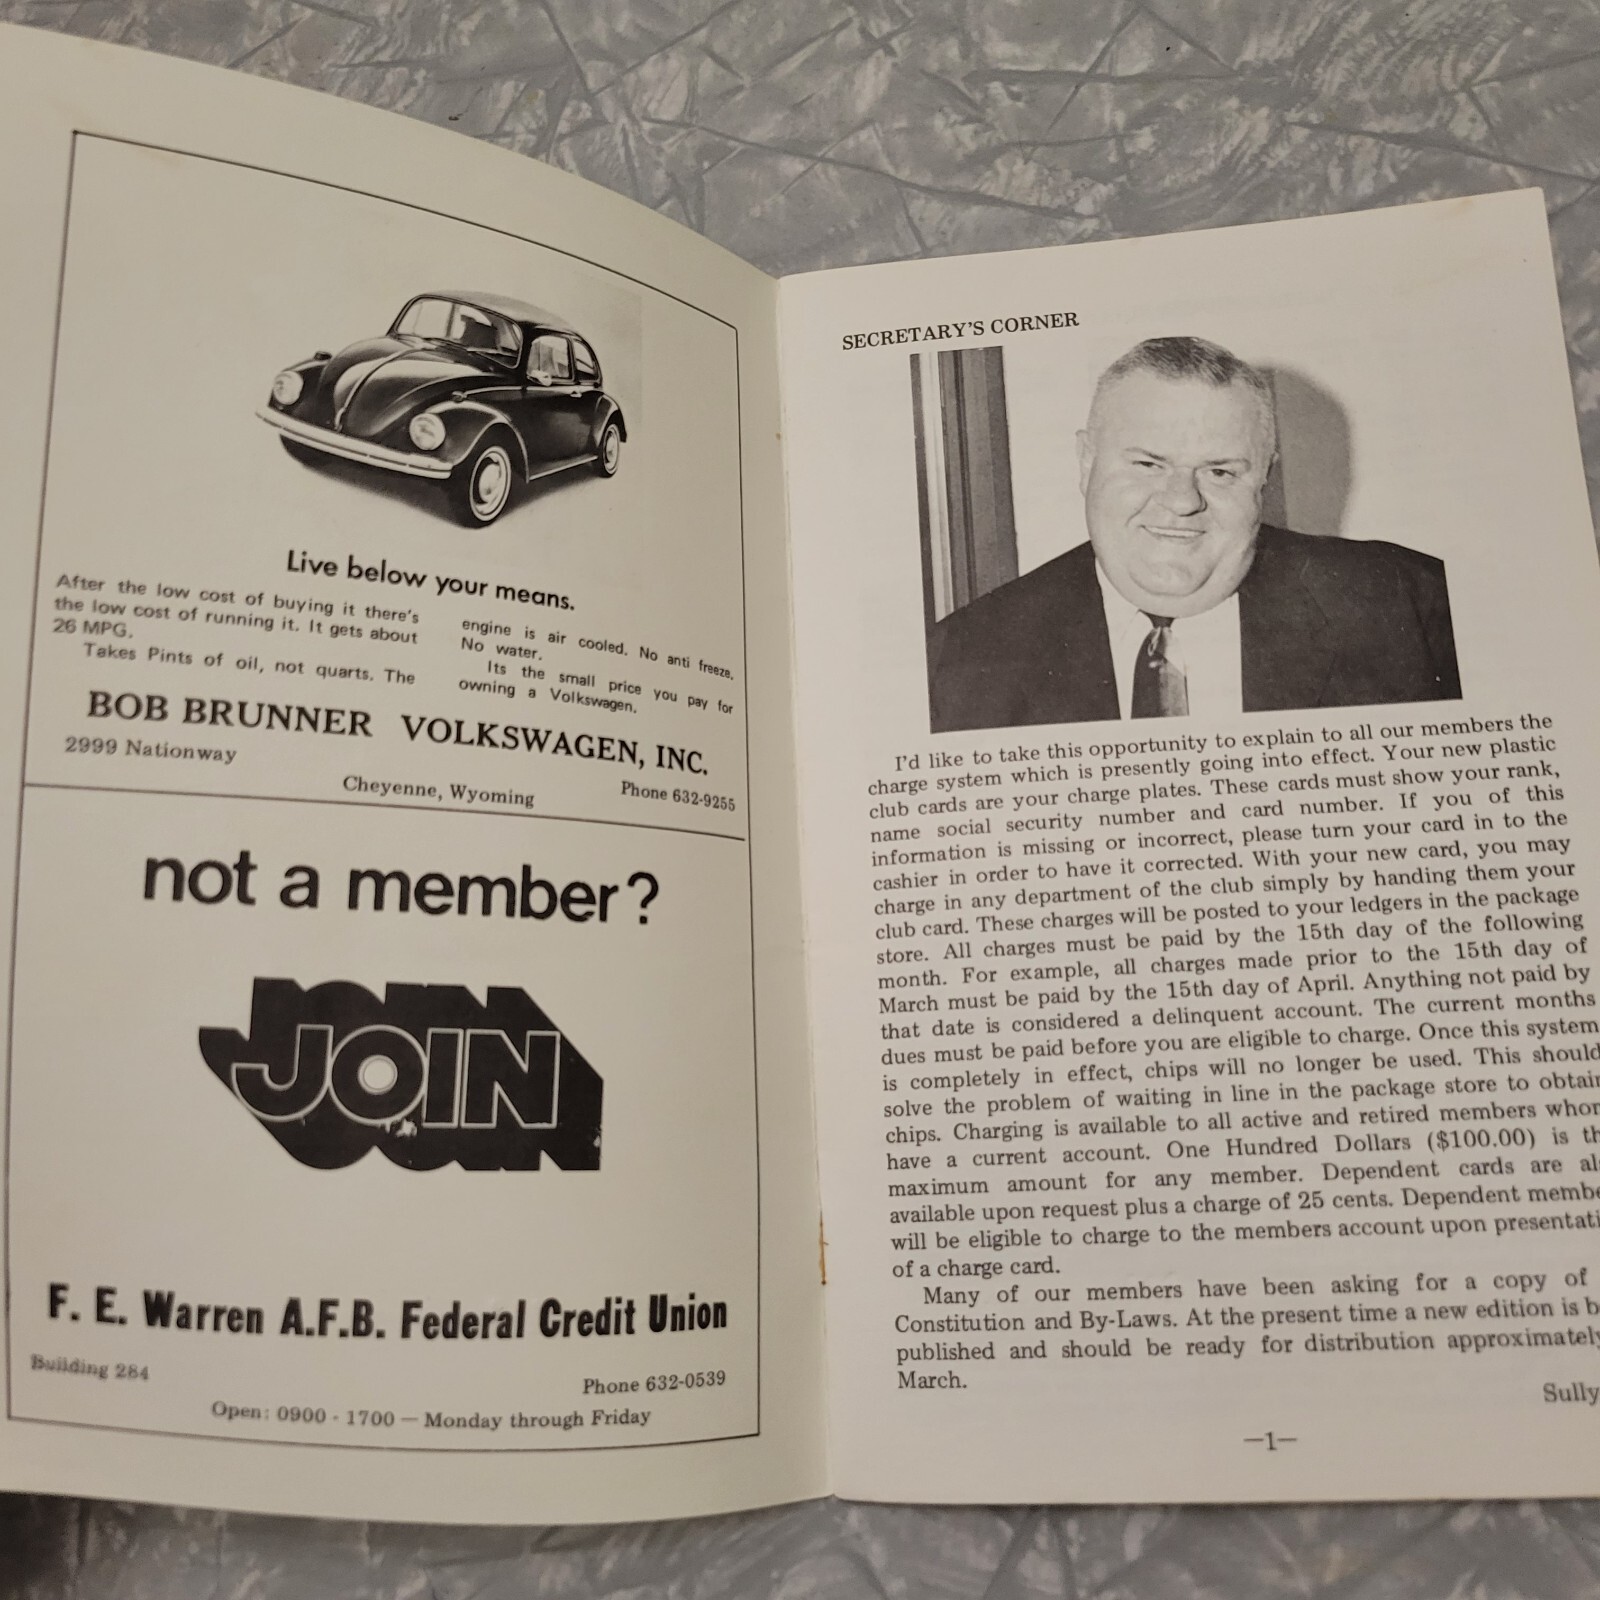 Live below your means.
After the low cost of buying it there's
the low cost of running it. It gets about
26 MPG.
Takes Pints of oil, not quarts. The
engine is air cooled. No anti freeze.
No water.
Its the small price you pay for
owning a Volkswagen.
BOB BRUNNER VOLKSWAGEN, INC.
2999 Nationway
Cheyenne, Wyoming
Phone 632-9255
not a member?
JOIN
F. E. Warren A.F.B. Federal Credit Union
Building 284
Phone 632-0539
Open: 0900 - 1700 — Monday through Friday
SECRETARY'S CORNER
I'd like to take this opportunity to explain to all our members the
charge system which is presently going into effect. Your new plastic
club cards are your charge plates. These cards must show your rank,
name social security number and card number. If you of this
information is missing or incorrect, please turn your card in to the
cashier in order to have it corrected. With your new card, you may
charge in any department of the club simply by handing them your
club card. These charges will be posted to your ledgers in the package
store. All charges must be paid by the 15th day of the following
month. For example, all charges made prior to the 15th day of
March must be paid by the 15th day of April. Anything not paid by
that date is considered a delinquent account. The current months
dues must be paid before you are eligible to charge. Once this system
is completely in effect, chips will no longer be used. This should
solve the problem of waiting in line in the package store to obtain
chips. Charging is available to all active and retired members whom
have a current account. One Hundred Dollars ($100.00) is th
maximum amount for any member. Dependent cards are als
available upon request plus a charge of 25 cents. Dependent membe
will be eligible to charge to the members account upon presentati
of a charge card.
Many of our members have been asking for a copy of
Constitution and By-Laws. At the present time a new edition is b
published and should be ready for distribution approximately
March.
Sully
—1—